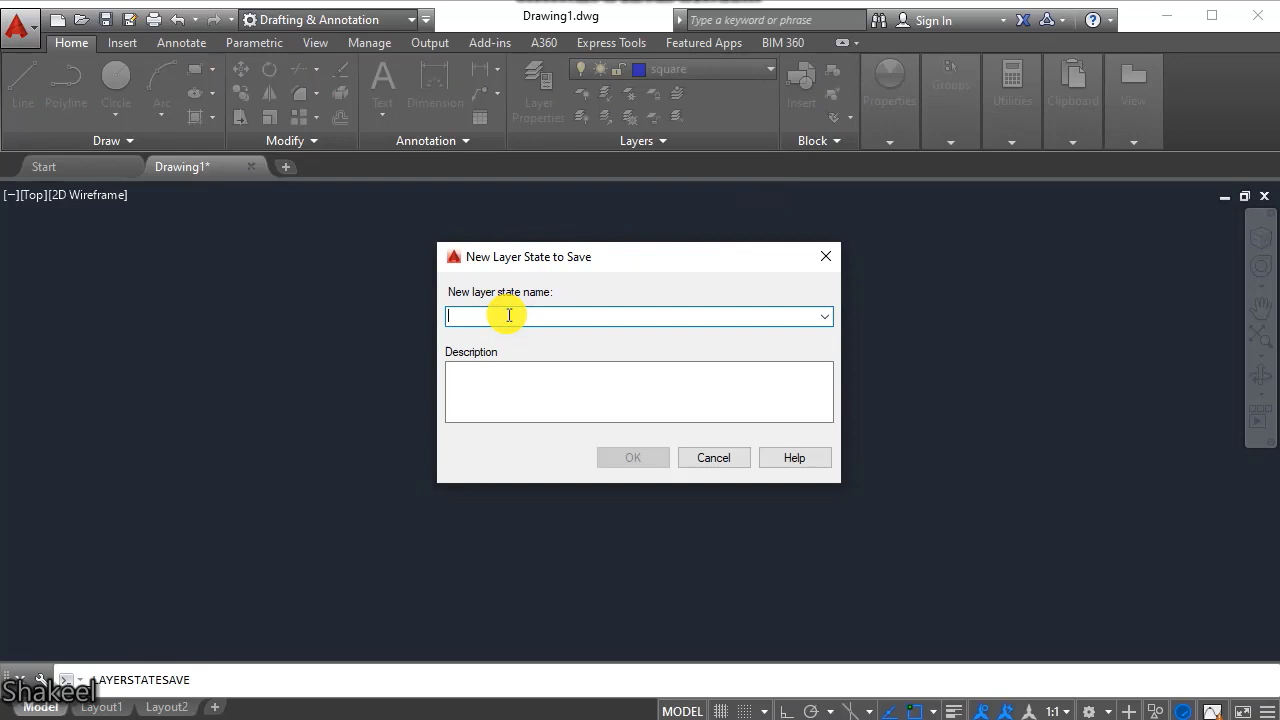 Drafting & Annotation
Drawing1.dwg
Type a keyword or phrase
Sign In
Home
Insert
Annotate
Parametric
View
Manage
Output
Add-ins
A360
Express Tools
Featured Apps
BIM 360
Line
Polyline
Circle
Arc
Text
Dimension
Layer
Properties
square
Insert
Properties
Groups
Utilities
Clipboard
View
Draw
Modify
Annotation
Layers
Block
Start
Drawing1*
[−][Top][2D Wireframe]
New Layer State to Save
New layer state name:
Description
OK
Cancel
Help
LAYERSTATESAVE
Shakeel
Model
Layout1
Layout2
MODEL
1:1